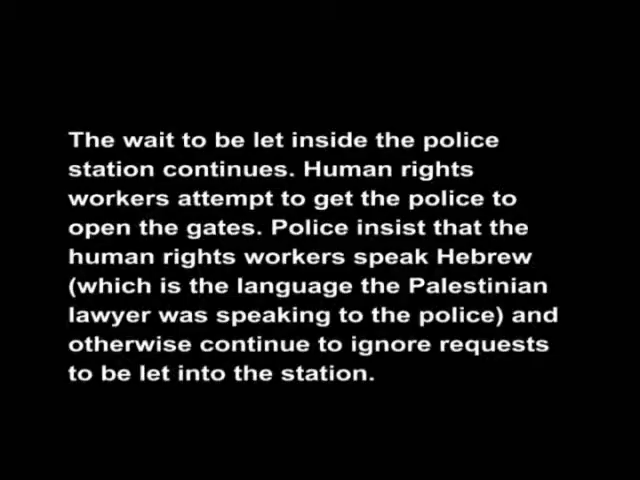 The wait to be let inside the police
station continues. Human rights
workers attempt to get the police to
open the gates. Police insist that the
human rights workers speak Hebrew
(which is the language the Palestinian
lawyer was speaking to the police) and
otherwise continue to ignore requests
to be let into the station.